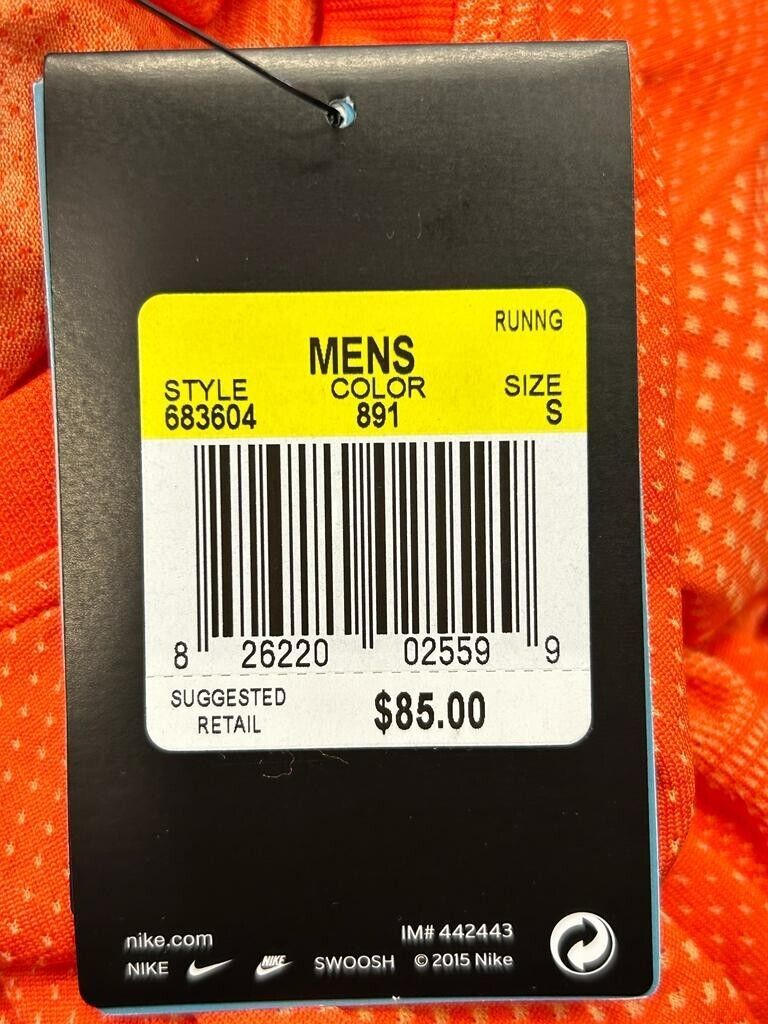 RUNNG
MENS
STYLE COLOR SIZE
683604 891 S
8 26220 02559 9
SUGGESTED RETAIL $85.00
nike.com IM# 442443
NIKE NIKE SWOOSH © 2015 Nike